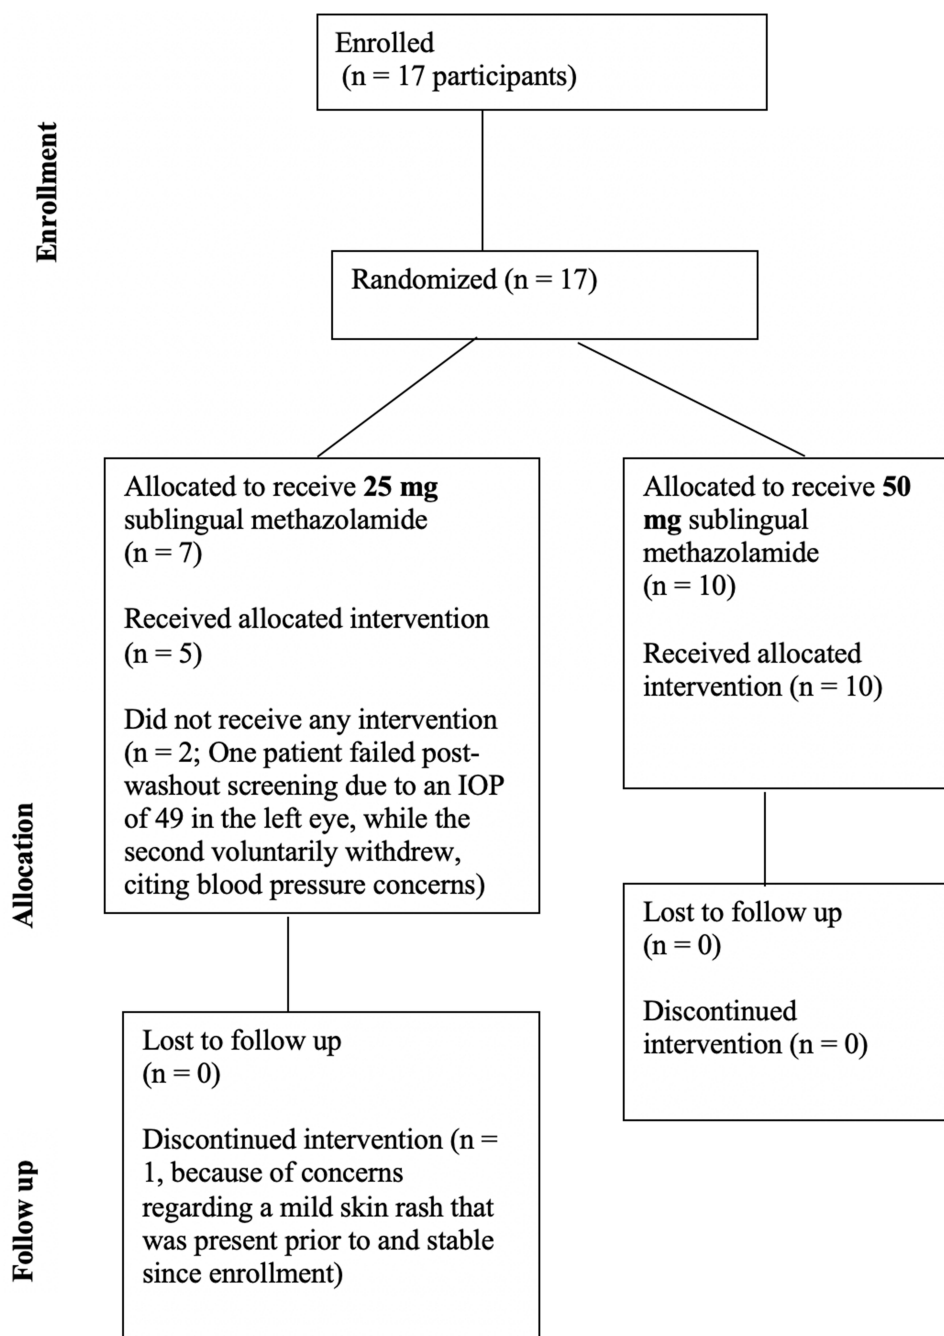 Enrolled
(n = 17 participants)
Enrollment
Randomized (n = 17)
Allocated to receive 25 mg
sublingual methazolamide
(n = 7)
Received allocated intervention
(n = 5)
Did not receive any intervention
(n = 2; One patient failed post-
washout screening due to an IOP
of 49 in the left eye, while the
second voluntarily withdrew,
citing blood pressure concerns)
Allocated to receive 50
mg sublingual
methazolamide
(n = 10)
Received allocated
intervention (n = 10)
Allocation
Lost to follow up
(n = 0)
Discontinued intervention (n =
1, because of concerns
regarding a mild skin rash that
was present prior to and stable
since enrollment)
Lost to follow up
(n = 0)
Discontinued
intervention (n = 0)
Follow up